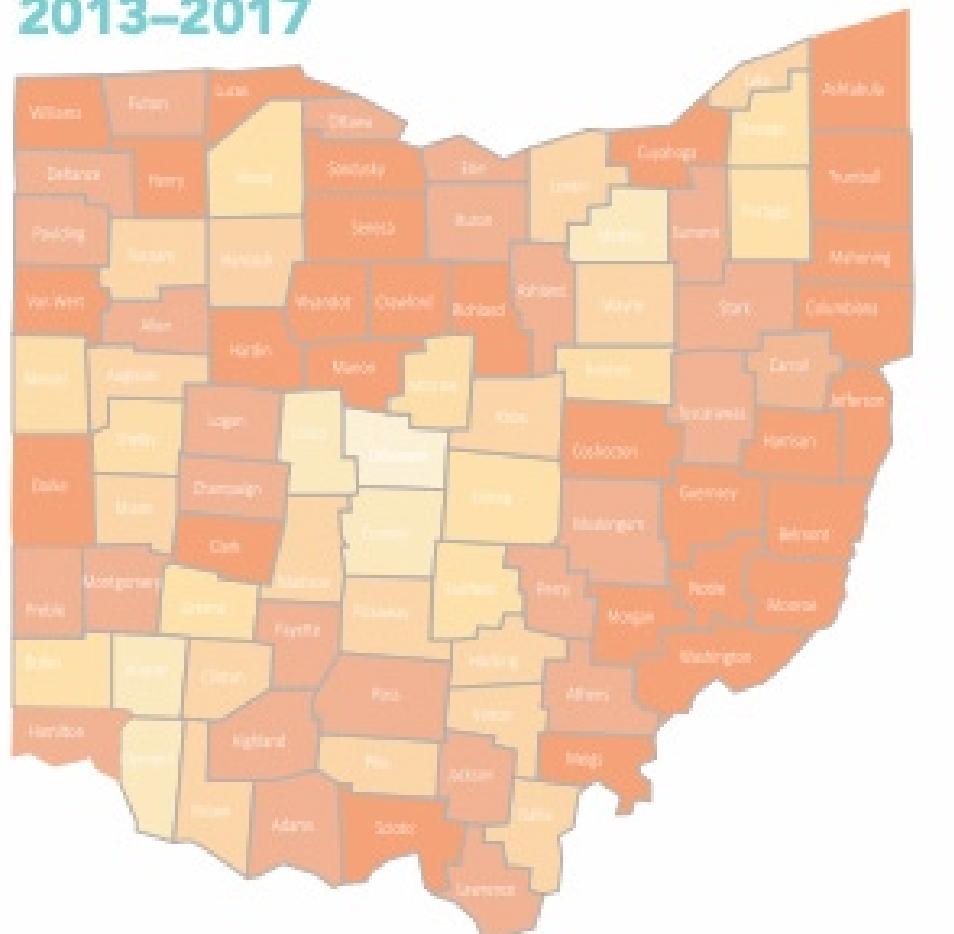 2013–2017
Lake
Ashtabula
Williams
Fulton
Lucas
Ottawa
Geauga
Cuyahoga
Sandusky
Erie
Lorain
Defiance
Henry
Wood
Trumbull
Portage
Paulding
Seneca
Huron
Medina
Summit
Putnam
Hancock
Mahoning
Van Wert
Wyandot
Crawford
Richland
Ashland
Wayne
Stark
Columbiana
Allen
Hardin
Marion
Carroll
Mercer
Auglaize
Morrow
Holmes
Jefferson
Logan
Union
Knox
Tuscarawas
Harrison
Shelby
Delaware
Coshocton
Darke
Champaign
Licking
Guernsey
Miami
Muskingum
Belmont
Clark
Franklin
Preble
Montgomery
Greene
Madison
Pickaway
Fairfield
Perry
Morgan
Noble
Monroe
Fayette
Washington
Butler
Warren
Clinton
Ross
Hocking
Athens
Vinton
Hamilton
Clermont
Highland
Pike
Jackson
Meigs
Brown
Adams
Scioto
Gallia
Lawrence